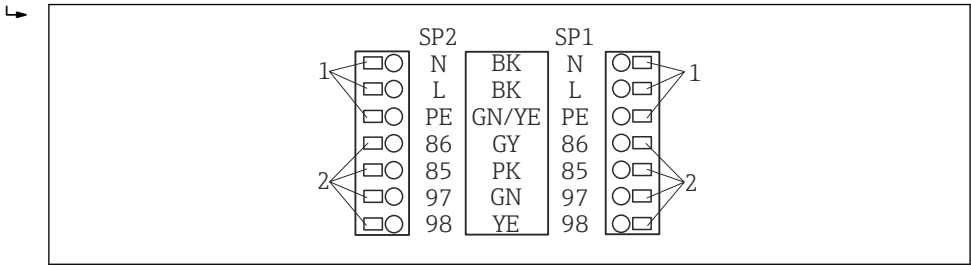 SP2 SP1
1 N BK N 1
L BK L
PE GN/YE PE
86 GY 86
2 85 PK 85 2
97 GN 97
98 YE 98